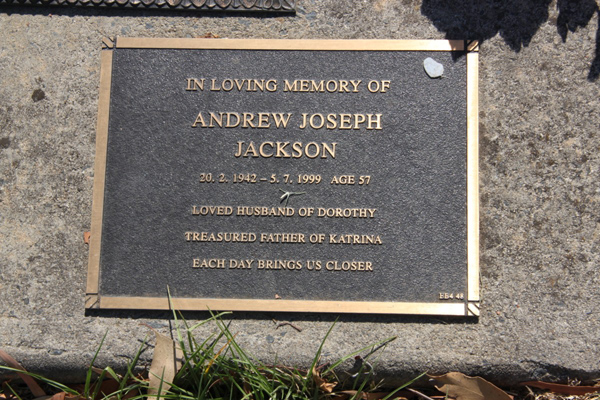 IN LOVING MEMORY OF
ANDREW JOSEPH
JACKSON
20. 2. 1942 – 5. 7. 1999 AGE 57
LOVED HUSBAND OF DOROTHY
TREASURED FATHER OF KATRINA
EACH DAY BRINGS US CLOSER
EE4 48